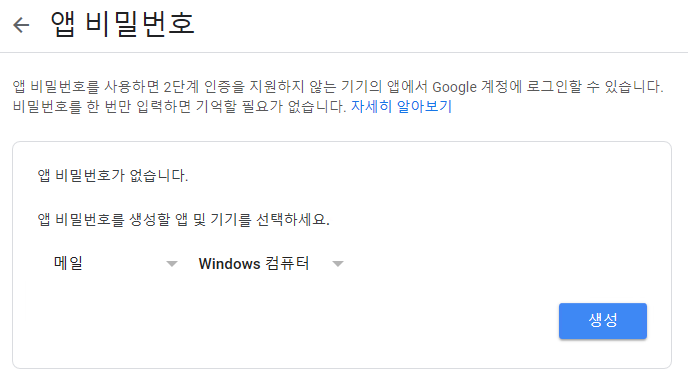 앱 비밀번호
앱 비밀번호를 사용하면 2단계 인증을 지원하지 않는 기기의 앱에서 Google 계정에 로그인할 수 있습니다.
비밀번호를 한 번만 입력하면 기억할 필요가 없습니다. 자세히 알아보기
앱 비밀번호가 없습니다.
앱 비밀번호를 생성할 앱 및 기기를 선택하세요.
메일 Windows 컴퓨터
생성